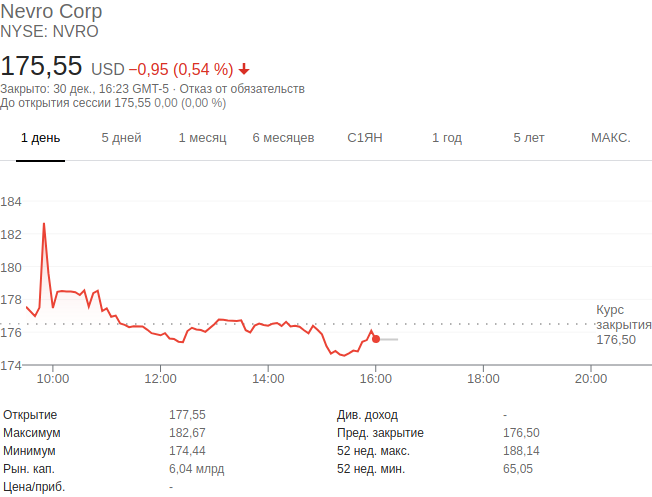 Nevro Corp
NYSE: NVRO
175,55 USD −0,95 (0,54 %)
Закрыто: 30 дек., 16:23 GMT-5 · Отказ от обязательств
До открытия сессии 175,55 0,00 (0,00 %)
1 день 5 дней 1 месяц 6 месяцев С1ЯН 1 год 5 лет МАКС.
184
182
180
178
176
174
Курс
закрытия
176,50
10:00 12:00 14:00 16:00 18:00 20:00
Открытие 177,55 Див. доход -
Максимум 182,67 Пред. закрытие 176,50
Минимум 174,44 52 нед. макс. 188,14
Рын. кап. 6,04 млрд 52 нед. мин. 65,05
Цена/приб. -